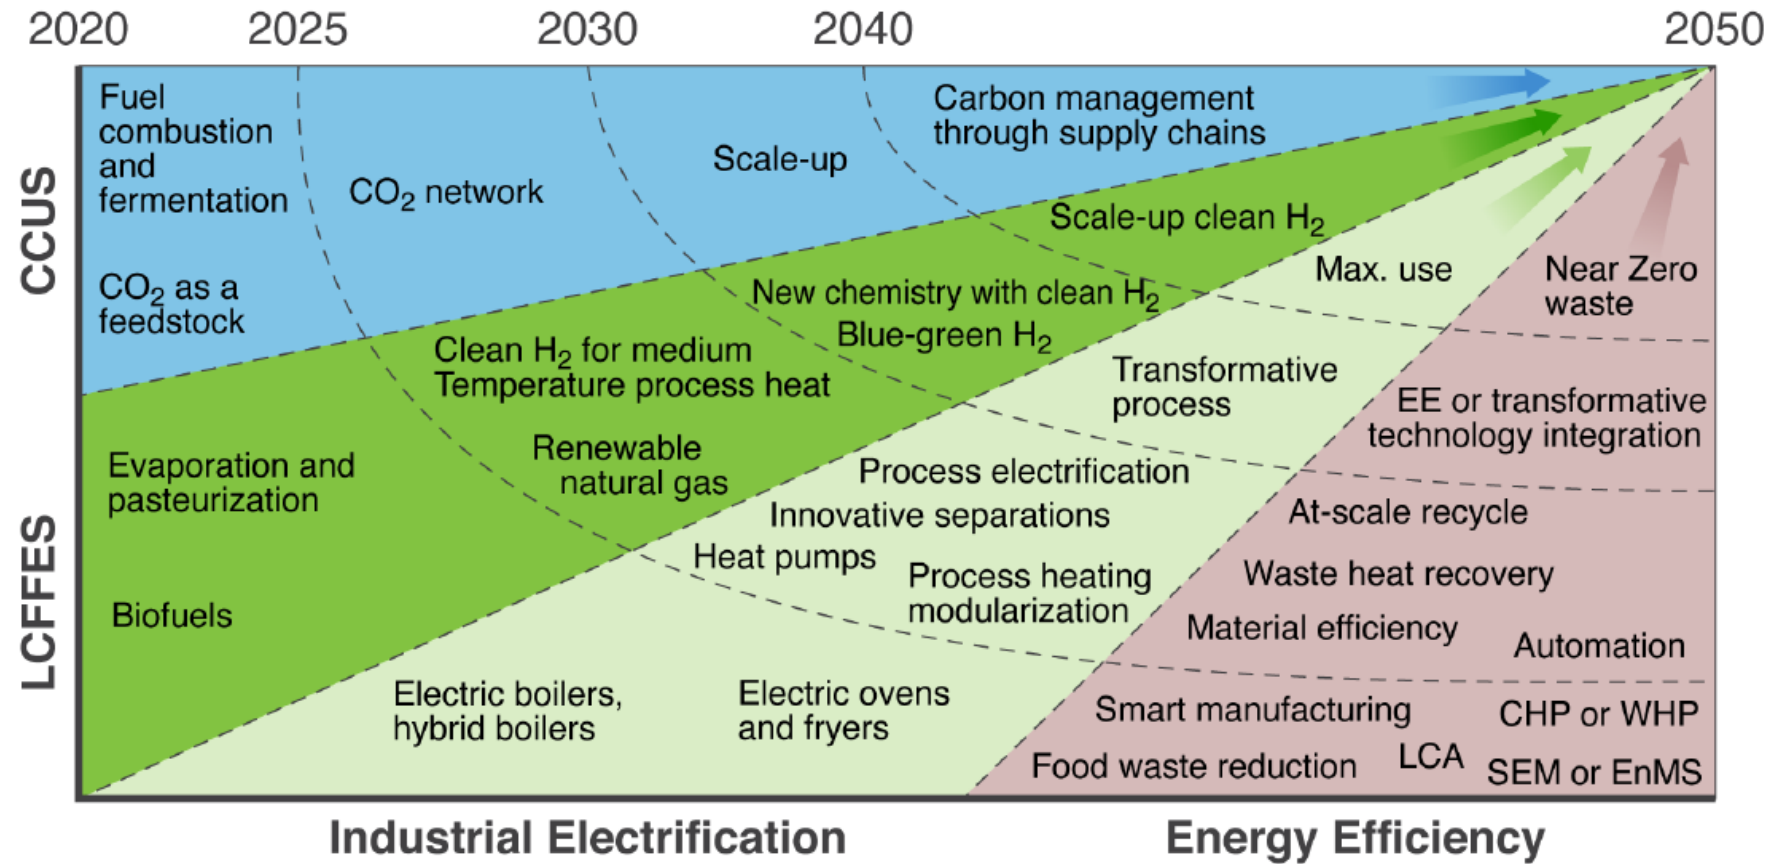 2020 2025 2030 2040 2050
CCUS
LCFFES
Fuel
combustion
and
fermentation
CO₂ as a
feedstock
CO₂ network
Scale-up
Carbon management
through supply chains
Evaporation and
pasteurization
Biofuels
Clean H₂ for medium
Temperature process heat
Renewable
natural gas
New chemistry with clean H₂
Blue-green H₂
Scale-up clean H₂
Electric boilers,
hybrid boilers
Electric ovens
and fryers
Heat pumps
Innovative separations
Process electrification
Process heating
modularization
Transformative
process
Max. use
Near Zero
waste
EE or transformative
technology integration
At-scale recycle
Waste heat recovery
Material efficiency
Automation
Smart manufacturing
CHP or WHP
Food waste reduction
LCA
SEM or EnMS
Industrial Electrification
Energy Efficiency